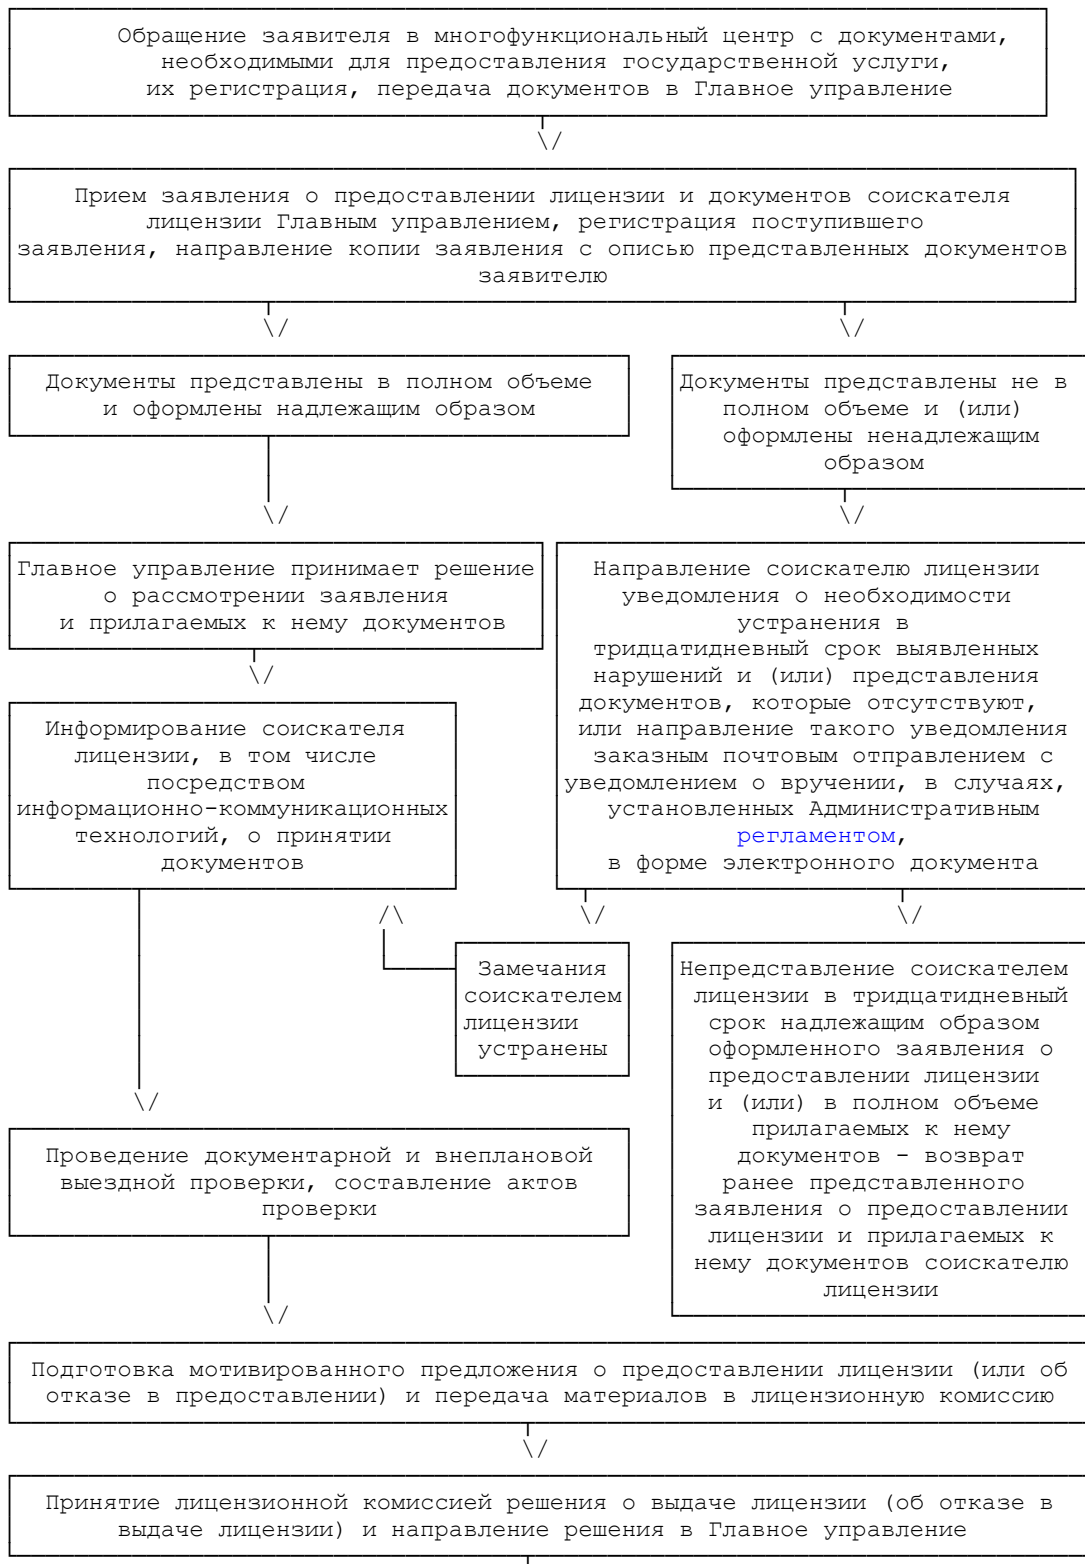 Обращение заявителя в многофункциональный центр с документами,
необходимыми для предоставления государственной услуги,
их регистрация, передача документов в Главное управление
Прием заявления о предоставлении лицензии и документов соискателя
лицензии Главным управлением, регистрация поступившего
заявления, направление копии заявления с описью представленных документов
заявителю
Документы представлены в полном объеме
и оформлены надлежащим образом
Документы представлены не в
полном объеме и (или)
оформлены ненадлежащим
образом
Главное управление принимает решение
о рассмотрении заявления
и прилагаемых к нему документов
Направление соискателю лицензии
уведомления о необходимости
устранения в
тридцатидневный срок выявленных
нарушений и (или) представления
документов, которые отсутствуют,
или направление такого уведомления
заказным почтовым отправлением с
уведомлением о вручении, в случаях,
установленных Административным
регламентом,
в форме электронного документа
Информирование соискателя
лицензии, в том числе
посредством
информационно-коммуникационных
технологий, о принятии
документов
Замечания
соискателем
лицензии
устранены
Непредставление соискателем
лицензии в тридцатидневный
срок надлежащим образом
оформленного заявления о
предоставлении лицензии
и (или) в полном объеме
прилагаемых к нему
документов - возврат
ранее представленного
заявления о предоставлении
лицензии и прилагаемых к
нему документов соискателю
лицензии
Проведение документарной и внеплановой
выездной проверки, составление актов
проверки
Подготовка мотивированного предложения о предоставлении лицензии (или об
отказе в предоставлении) и передача материалов в лицензионную комиссию
Принятие лицензионной комиссией решения о выдаче лицензии (об отказе в
выдаче лицензии) и направление решения в Главное управление